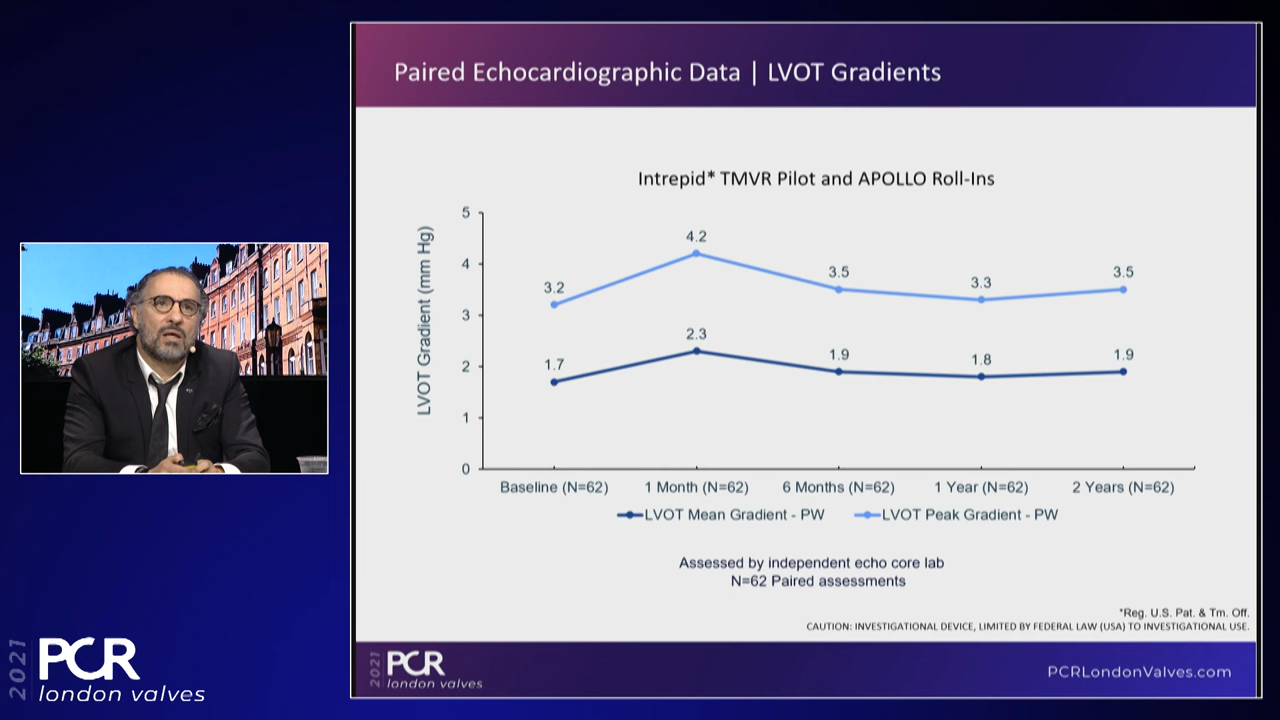 Paired Echocardiographic Data | LVOT Gradients
Intrepid* TMVR Pilot and APOLLO Roll-Ins
LVOT Gradient (mm Hg)
5
4
3
2
1
0
3.2
4.2
3.5
3.3
3.5
1.7
2.3
1.9
1.8
1.9
Baseline (N=62)
1 Month (N=62)
6 Months (N=62)
1 Year (N=62)
2 Years (N=62)
LVOT Mean Gradient - PW
LVOT Peak Gradient - PW
Assessed by independent echo core lab
N=62 Paired assessments
*Reg. U.S. Pat. & Tm. Off.
CAUTION: INVESTIGATIONAL DEVICE, LIMITED BY FEDERAL LAW (USA) TO INVESTIGATIONAL USE.
2021
PCR
london valves
PCRLondonValves.com
2021
PCR
london valves